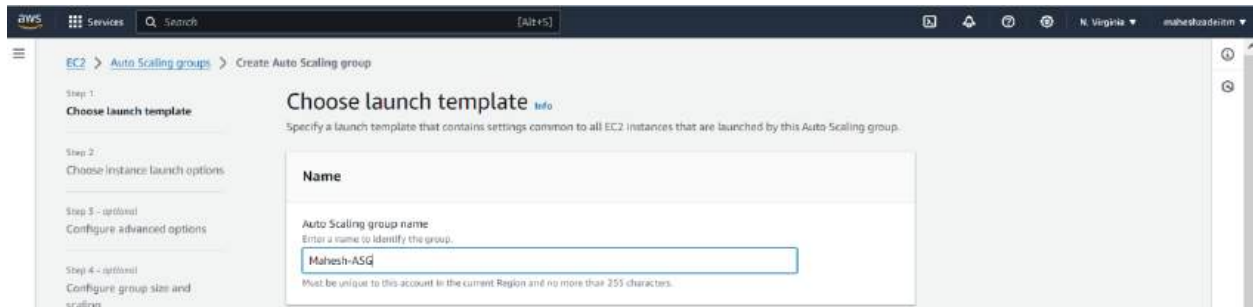 aws Services Search [Alt+S] N. Virginia
EC2 > Auto Scaling groups > Create Auto Scaling group
Step 1
Choose launch template
Step 2
Choose instance launch options
Step 3 - optional
Configure advanced options
Step 4 - optional
Configure group size and
scaling
Choose launch template Info
Specify a launch template that contains settings common to all EC2 instances that are launched by this Auto Scaling group.
Name
Auto Scaling group name
Enter a name to identify the group.
Mahesh-ASG
Must be unique to this account in the current Region and no more than 255 characters.